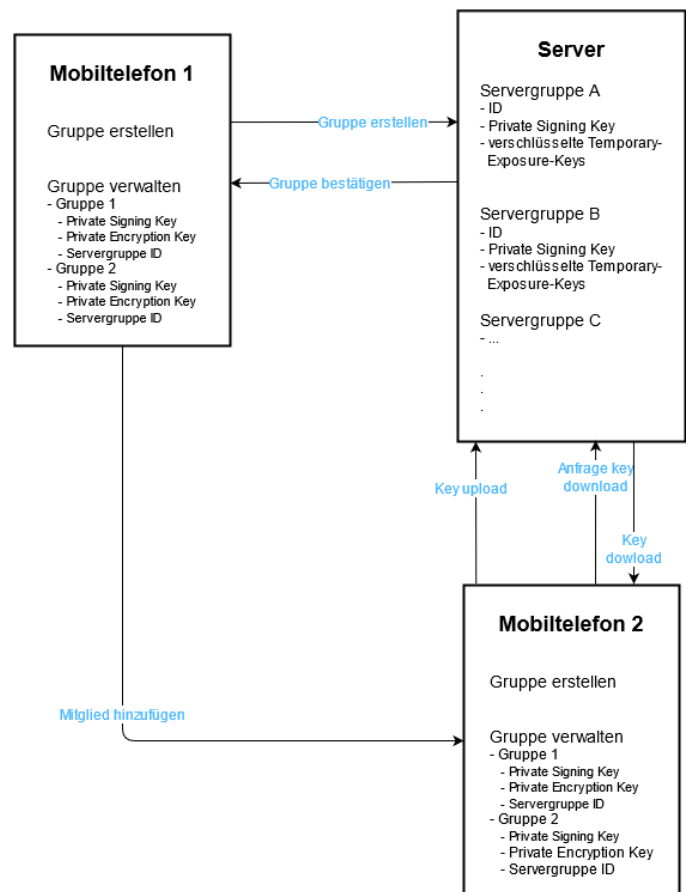 Mobiltelefon 1
Gruppe erstellen
Gruppe verwalten
- Gruppe 1
- Private Signing Key
- Private Encryption Key
- Servergruppe ID
- Gruppe 2
- Private Signing Key
- Private Encryption Key
- Servergruppe ID
Gruppe erstellen
Gruppe bestätigen
Server
Servergruppe A
- ID
- Private Signing Key
- verschlüsselte Temporary-
Exposure-Keys
Servergruppe B
- ID
- Private Signing Key
- verschlüsselte Temporary-
Exposure-Keys
Servergruppe C
- ...
.
.
.
Key upload
Anfrage key
download
Key
dowload
Mitglied hinzufügen
Mobiltelefon 2
Gruppe erstellen
Gruppe verwalten
- Gruppe 1
- Private Signing Key
- Private Encryption Key
- Servergruppe ID
- Gruppe 2
- Private Signing Key
- Private Encryption Key
- Servergruppe ID